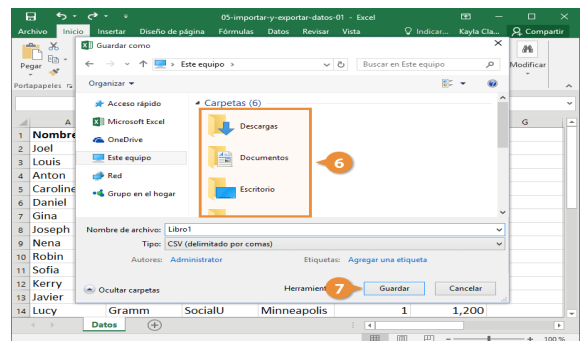 05-importar-y-exportar-datos-01 - Excel
Archivo Inicio Insertar Diseño de página Fórmulas Datos Revisar Vista Indicar... Kayla Cla... Compartir
Guardar como
Pegar
Modificar
Portapapeles
Este equipo
Buscar en Este equipo
Organizar
Acceso rápido
Microsoft Excel
OneDrive
Este equipo
Red
Grupo en el hogar
Carpetas (6)
Descargas
Documentos
Escritorio
6
Nombre de archivo: Libro1
Tipo: CSV (delimitado por comas)
Autores: Administrator Etiquetas: Agregar una etiqueta
Ocultar carpetas Herramient 7 Guardar Cancelar
A G
1 Nombre
2 Joel
3 Louis
4 Anton
5 Caroline
6 Daniel
7 Gina
8 Joseph
9 Nena
10 Robin
11 Sofia
12 Kerry
13 Javier
14 Lucy Gramm SocialU Minneapolis 1 1,200
Datos
100 %